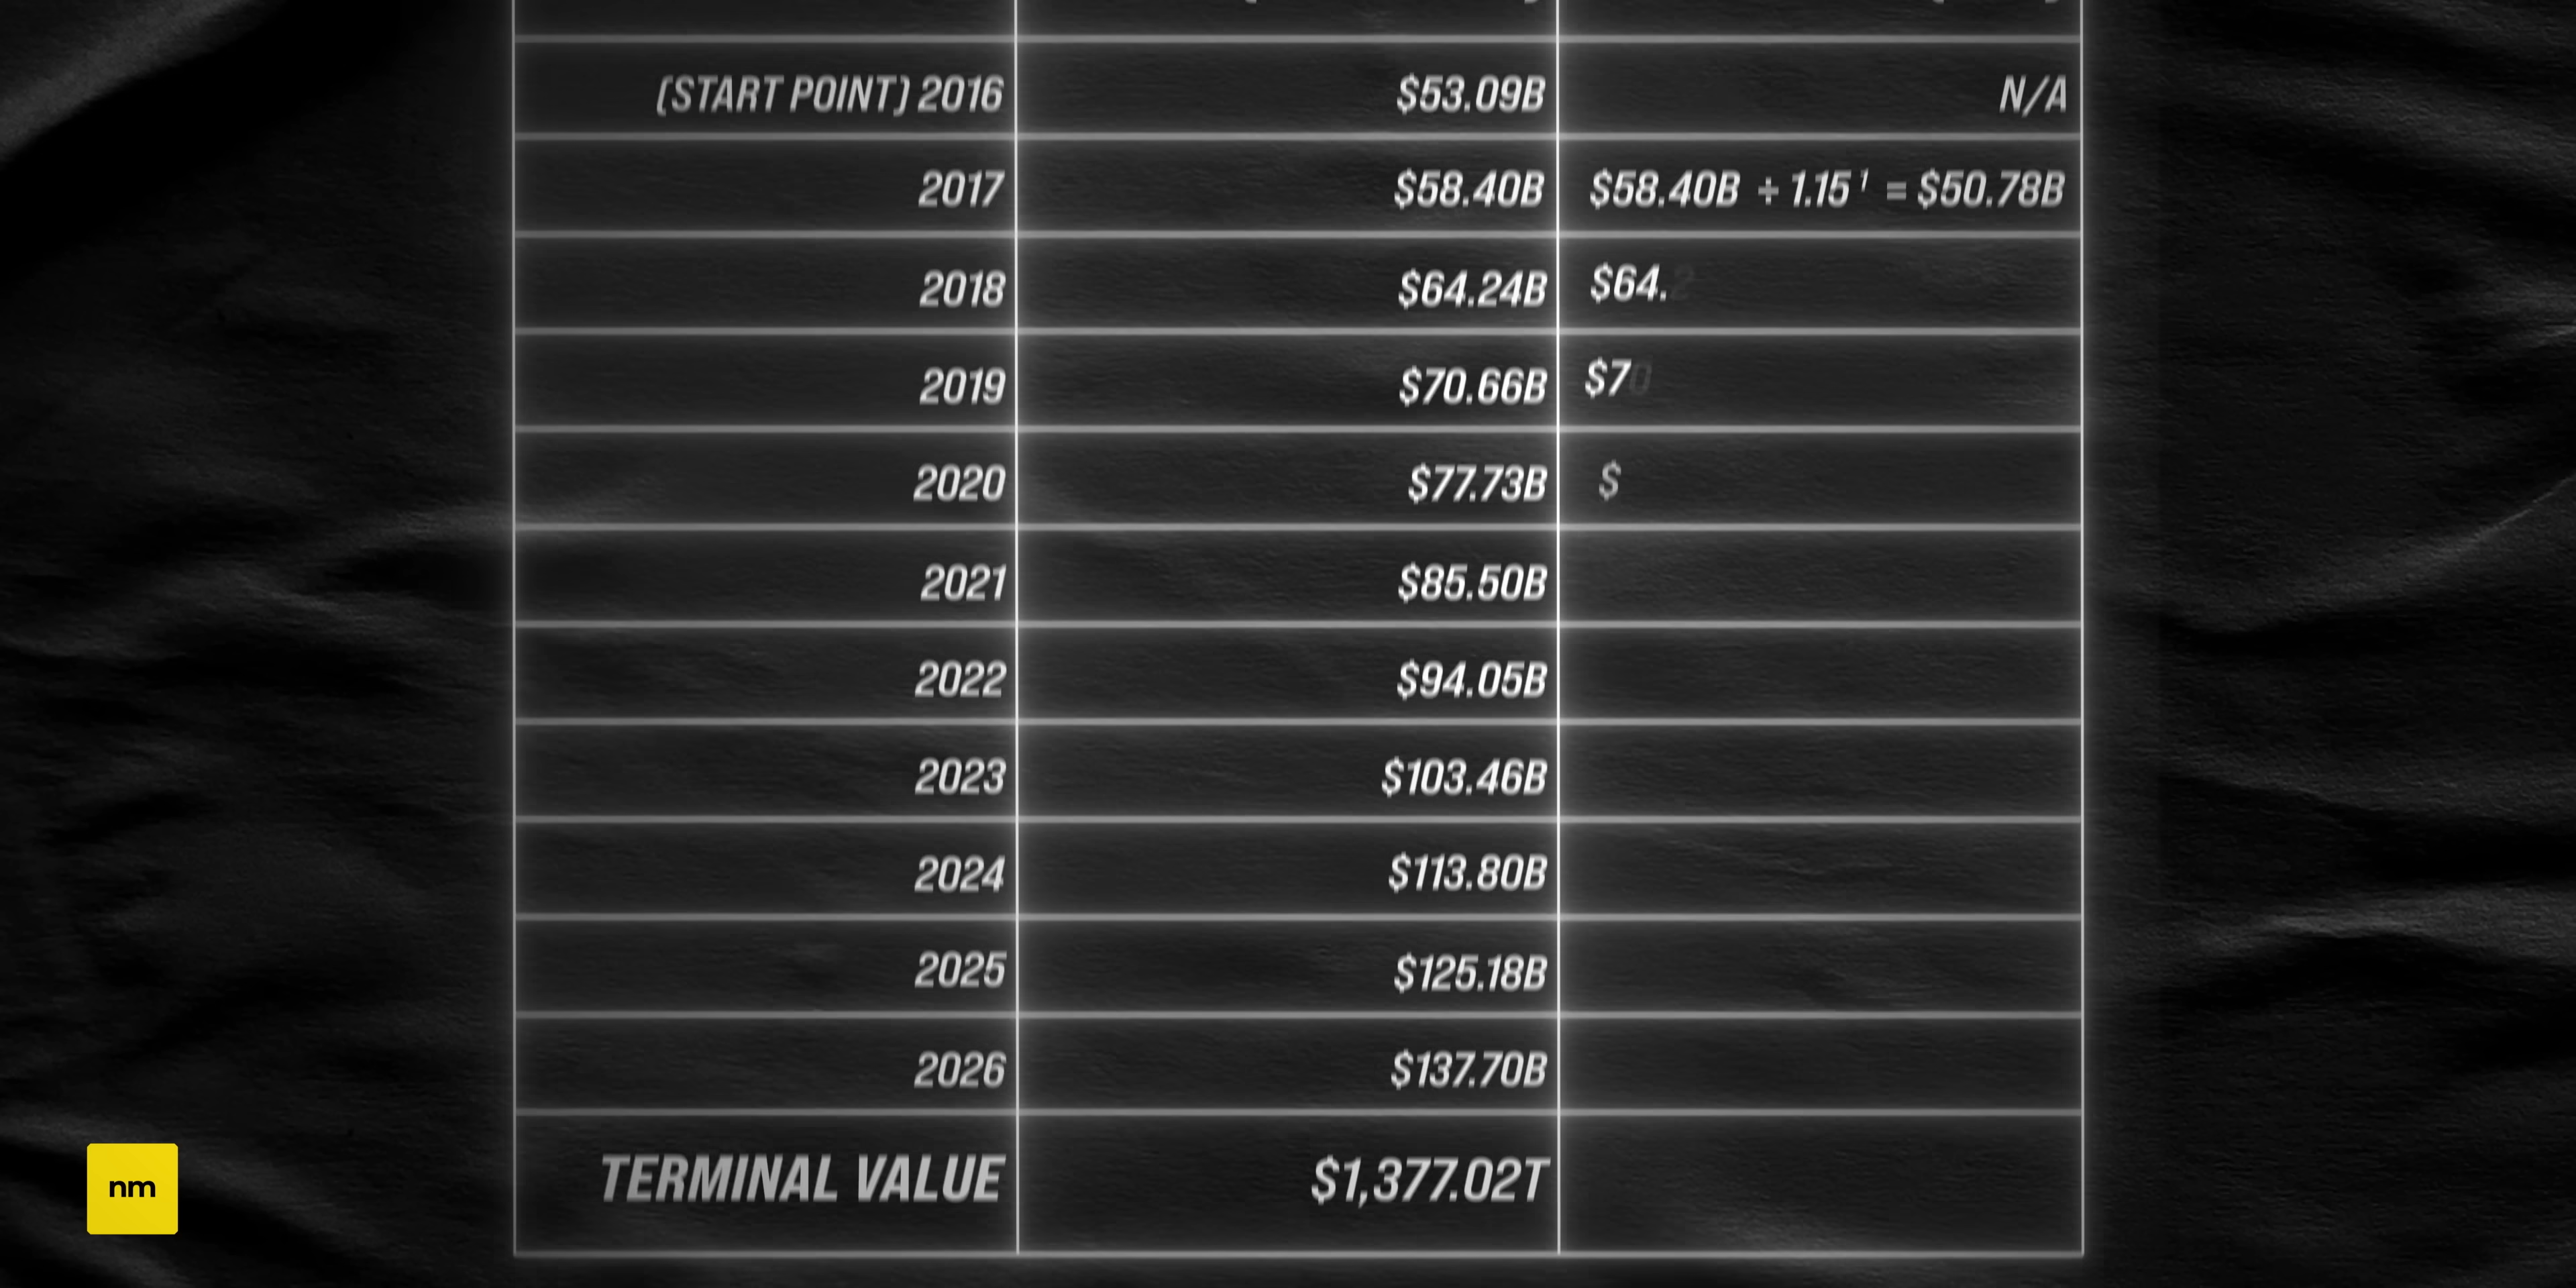 (START POINT) 2016 $53.09B N/A
2017 $58.40B $58.40B ÷ 1.15¹ = $50.78B
2018 $64.24B $64.2
2019 $70.66B $70
2020 $77.73B $
2021 $85.50B
2022 $94.05B
2023 $103.46B
2024 $113.80B
2025 $125.18B
2026 $137.70B
TERMINAL VALUE $1,377.02T
nm